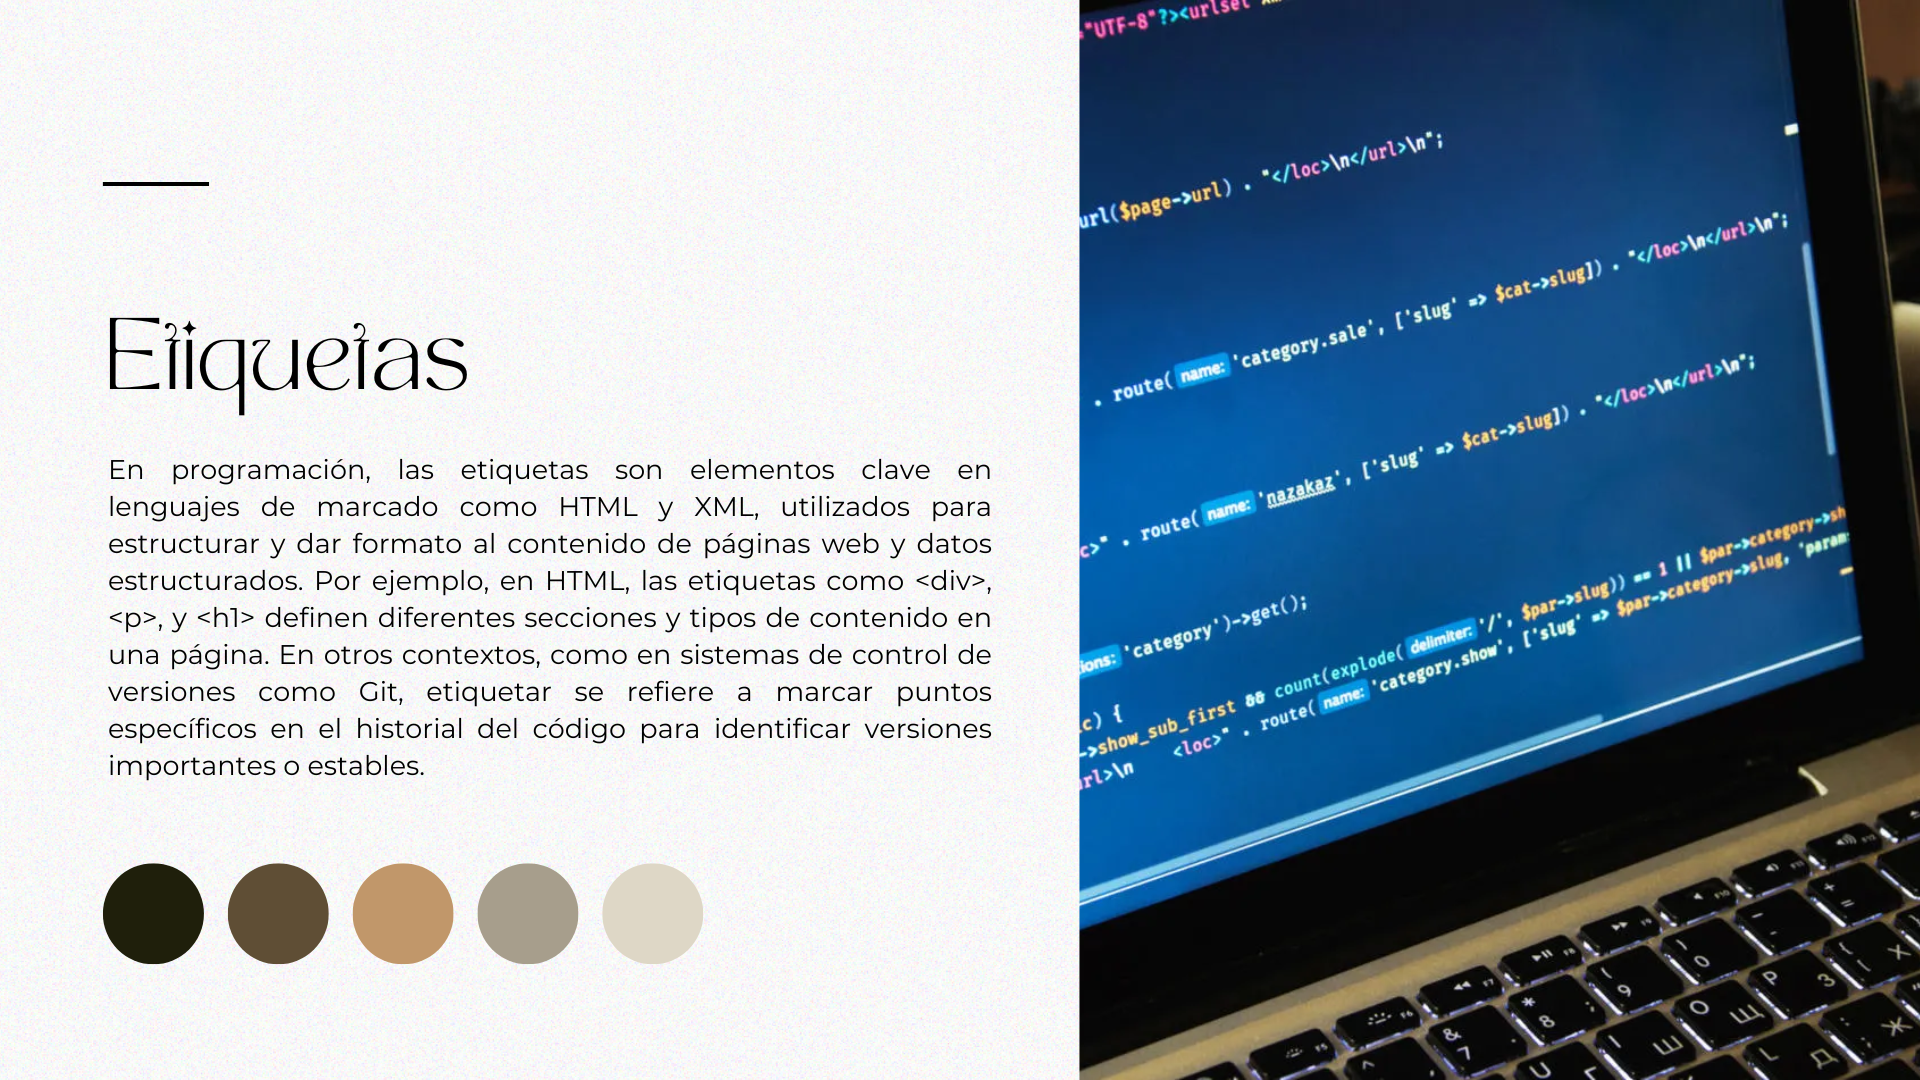 Etiquetas
En programación, las etiquetas son elementos clave en
lenguajes de marcado como HTML y XML, utilizados para
estructurar y dar formato al contenido de páginas web y datos
estructurados. Por ejemplo, en HTML, las etiquetas como <div>,
<p>, y <h1> definen diferentes secciones y tipos de contenido en
una página. En otros contextos, como en sistemas de control de
versiones como Git, etiquetar se refiere a marcar puntos
específicos en el historial del código para identificar versiones
importantes o estables.
"UTF-8"?><urlset
url($page->url) . "</loc>\n</url>\n";
. route( name: 'category.sale', ['slug' => $cat->slug]) . "</loc>\n</url>\n";
c>" . route( name: 'nazakaz', ['slug' => $cat->slug]) . "</loc>\n</url>\n";
ions: 'category')->get();
c) {
->show_sub_first && count(explode( delimiter: '/', $par->slug)) == 1 || $par->category->sh
<loc>" . route( name: 'category.show', ['slug' => $par->category->slug, 'param
rl>\n